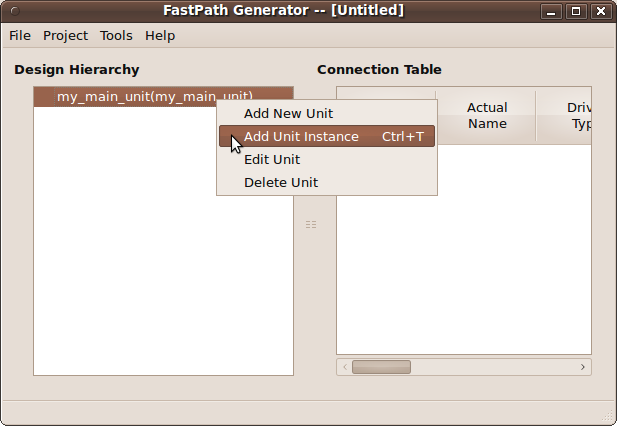 FastPath Generator -- [Untitled]
File Project Tools Help
Design Hierarchy
Connection Table
my_main_unit(my_main_unit)
Actual
Name
Driv
Typ
Add New Unit
Add Unit Instance Ctrl+T
Edit Unit
Delete Unit